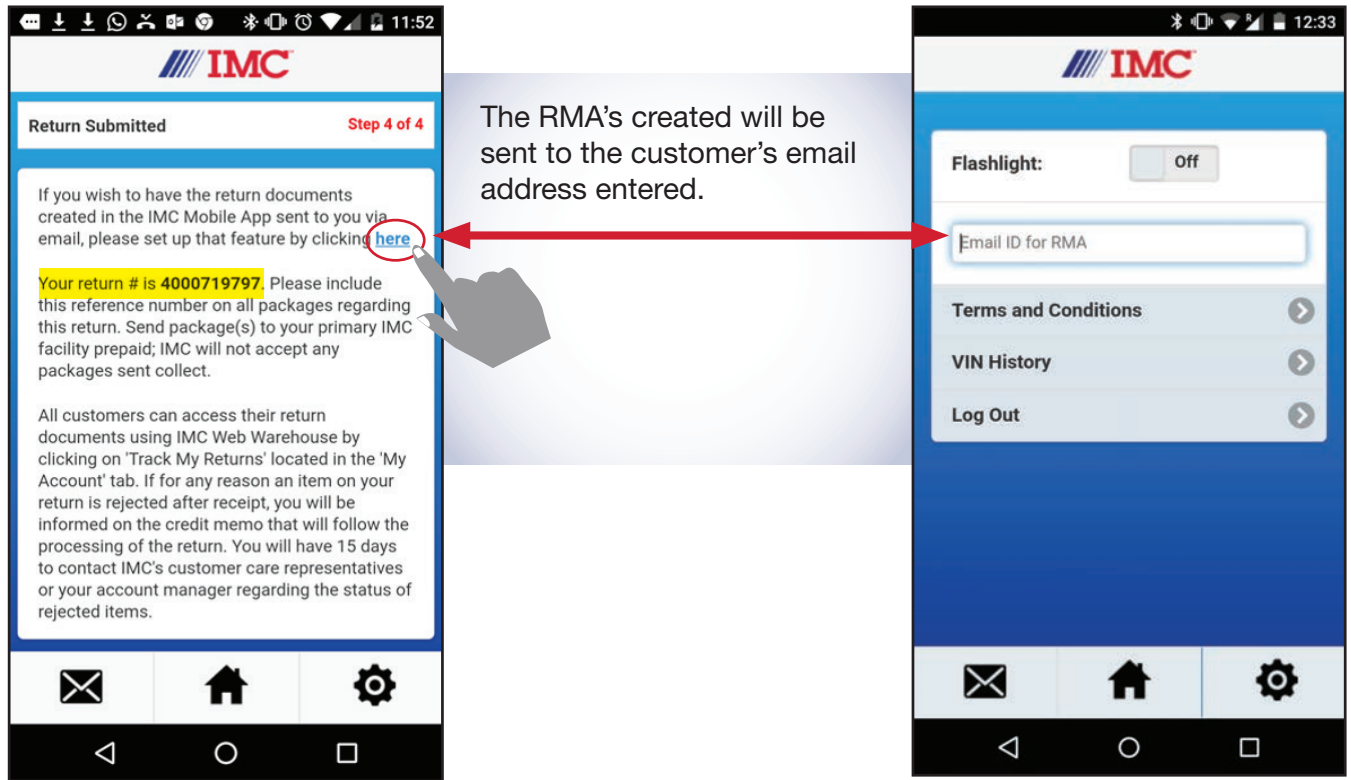 11:52
IMC
Return Submitted Step 4 of 4
If you wish to have the return documents
created in the IMC Mobile App sent to you via
email, please set up that feature by clicking here
Your return # is 4000719797. Please include
this reference number on all packages regarding
this return. Send package(s) to your primary IMC
facility prepaid; IMC will not accept any
packages sent collect.
All customers can access their return
documents using IMC Web Warehouse by
clicking on 'Track My Returns' located in the 'My
Account' tab. If for any reason an item on your
return is rejected after receipt, you will be
informed on the credit memo that will follow the
processing of the return. You will have 15 days
to contact IMC's customer care representatives
or your account manager regarding the status of
rejected items.
The RMA’s created will be
sent to the customer’s email
address entered.
12:33
IMC
Flashlight: Off
Email ID for RMA
Terms and Conditions
VIN History
Log Out